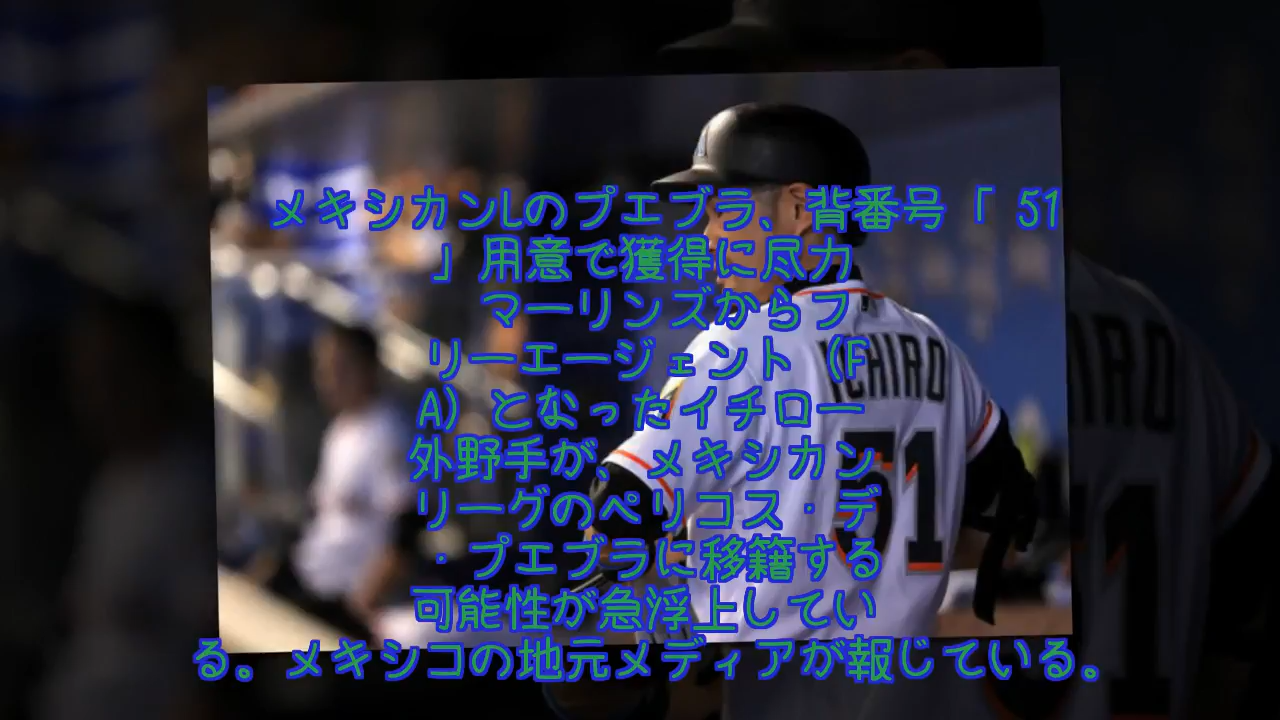 メキシカンLのプエブラ、背番号「 51
」用意で獲得に尽力
マーリンズからフ
リーエージェント（F
A）となったイチロー
外野手が、メキシカン
リーグのペリコス・デ
・プエブラに移籍する
可能性が急浮上してい
る。メキシコの地元メディアが報じている。
ICHIRO
51